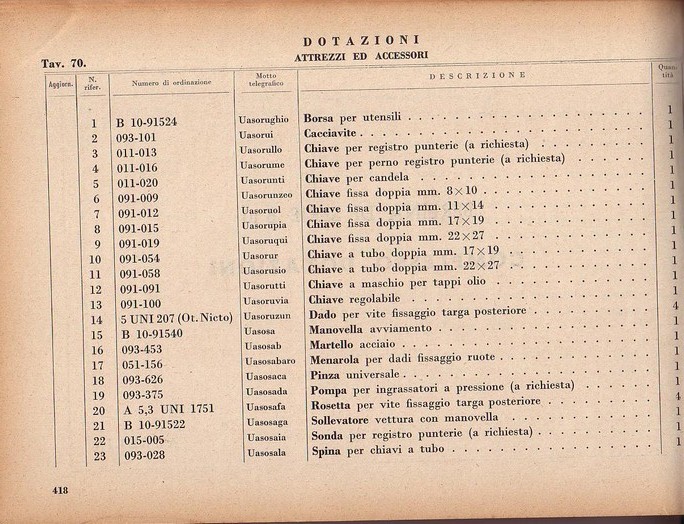 DOTAZIONI
ATTREZZI ED ACCESSORI
Tav. 70.
Aggiorn. N. rifer. Numero di ordinazione Motto telegrafico DESCRIZIONE Quan- tità
1 B 10-91524 Uasorughio Borsa per utensili 1
2 093-101 Uasorui Cacciavite 1
3 011-013 Uasorullo Chiave per registro punterie (a richiesta) 1
4 011-016 Uasorume Chiave per perno registro punterie (a richiesta) 1
5 011-020 Uasorunti Chiave per candela 1
6 091-009 Uasorunzeo Chiave fissa doppia mm. 8×10 1
7 091-012 Uasoruol Chiave fissa doppia mm. 11×14 1
8 091-015 Uasorupia Chiave fissa doppia mm. 17×19 1
9 091-019 Uasoruqui Chiave fissa doppia mm. 22×27 1
10 091-054 Uasorur Chiave a tubo doppia mm. 17×19 1
11 091-058 Uasorusio Chiave a tubo doppia mm. 22×27 1
12 091-091 Uasorutti Chiave a maschio per tappi olio 1
13 091-100 Uasoruvia Chiave regolabile 1
14 5 UNI 207 (Ot. Nicto) Uasoruzun Dado per vite fissaggio targa posteriore 4
15 B 10-91540 Uasosa Manovella avviamento 1
16 093-453 Uasosab Martello acciaio 1
17 051-156 Uasosabaro Menarola per dadi fissaggio ruote 1
18 093-626 Uasosaca Pinza universale 1
19 093-375 Uasosada Pompa per ingrassatori a pressione (a richiesta) 1
20 A 5,3 UNI 1751 Uasosafa Rosetta per vite fissaggio targa posteriore 4
21 B 10-91522 Uasosaga Sollevatore vettura con manovella 1
22 015-005 Uasosaia Sonda per registro punterie (a richiesta) 1
23 093-028 Uasosala Spina per chiavi a tubo 1
418